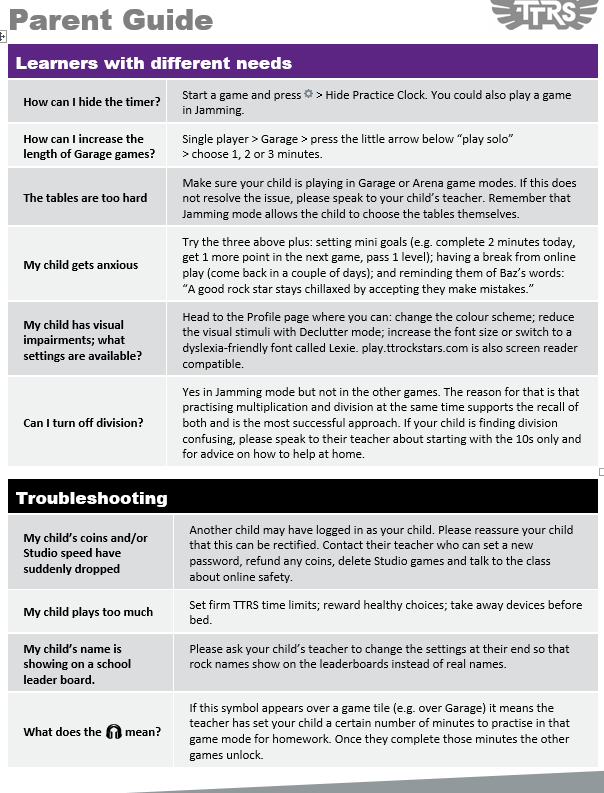 Parent Guide
TTRS
Learners with different needs
How can I hide the timer?
Start a game and press > Hide Practice Clock. You could also play a game
in Jamming.
How can I increase the
length of Garage games?
Single player > Garage > press the little arrow below “play solo”
> choose 1, 2 or 3 minutes.
The tables are too hard
Make sure your child is playing in Garage or Arena game modes. If this does
not resolve the issue, please speak to your child’s teacher. Remember that
Jamming mode allows the child to choose the tables themselves.
My child gets anxious
Try the three above plus: setting mini goals (e.g. complete 2 minutes today,
get 1 more point in the next game, pass 1 level); having a break from online
play (come back in a couple of days); and reminding them of Baz’s words:
“A good rock star stays chillaxed by accepting they make mistakes.”
My child has visual
impairments; what
settings are available?
Head to the Profile page where you can: change the colour scheme; reduce
the visual stimuli with Declutter mode; increase the font size or switch to a
dyslexia-friendly font called Lexie. play.ttrockstars.com is also screen reader
compatible.
Can I turn off division?
Yes in Jamming mode but not in the other games. The reason for that is that
practising multiplication and division at the same time supports the recall of
both and is the most successful approach. If your child is finding division
confusing, please speak to their teacher about starting with the 10s only and
for advice on how to help at home.
Troubleshooting
My child’s coins and/or
Studio speed have
suddenly dropped
Another child may have logged in as your child. Please reassure your child
that this can be rectified. Contact their teacher who can set a new
password, refund any coins, delete Studio games and talk to the class
about online safety.
My child plays too much
Set firm TTRS time limits; reward healthy choices; take away devices before
bed.
My child’s name is
showing on a school
leader board.
Please ask your child’s teacher to change the settings at their end so that
rock names show on the leaderboards instead of real names.
What does the mean?
If this symbol appears over a game tile (e.g. over Garage) it means the
teacher has set your child a certain number of minutes to practise in that
game mode for homework. Once they complete those minutes the other
games unlock.